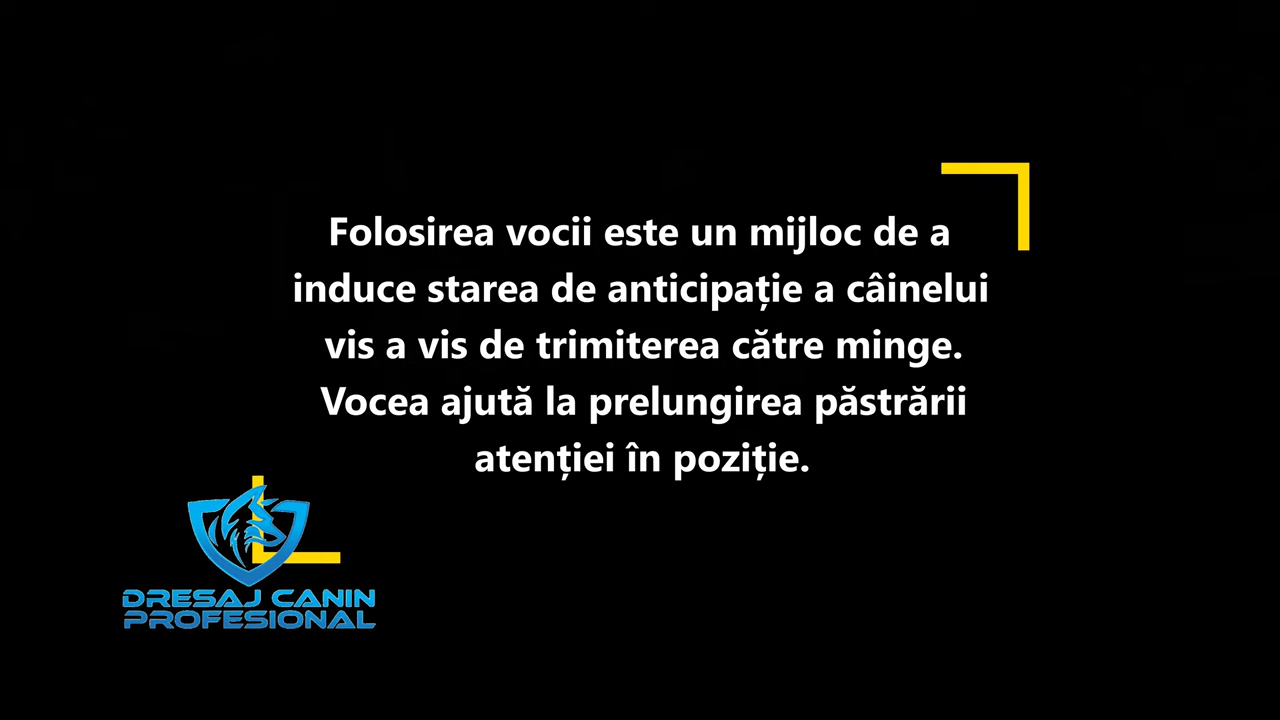 Folosirea vocii este un mijloc de a
induce starea de anticipație a câinelui
vis a vis de trimiterea către minge.
Vocea ajută la prelungirea păstrării
atenției în poziție.
DRESAJ CANIN
PROFESIONAL